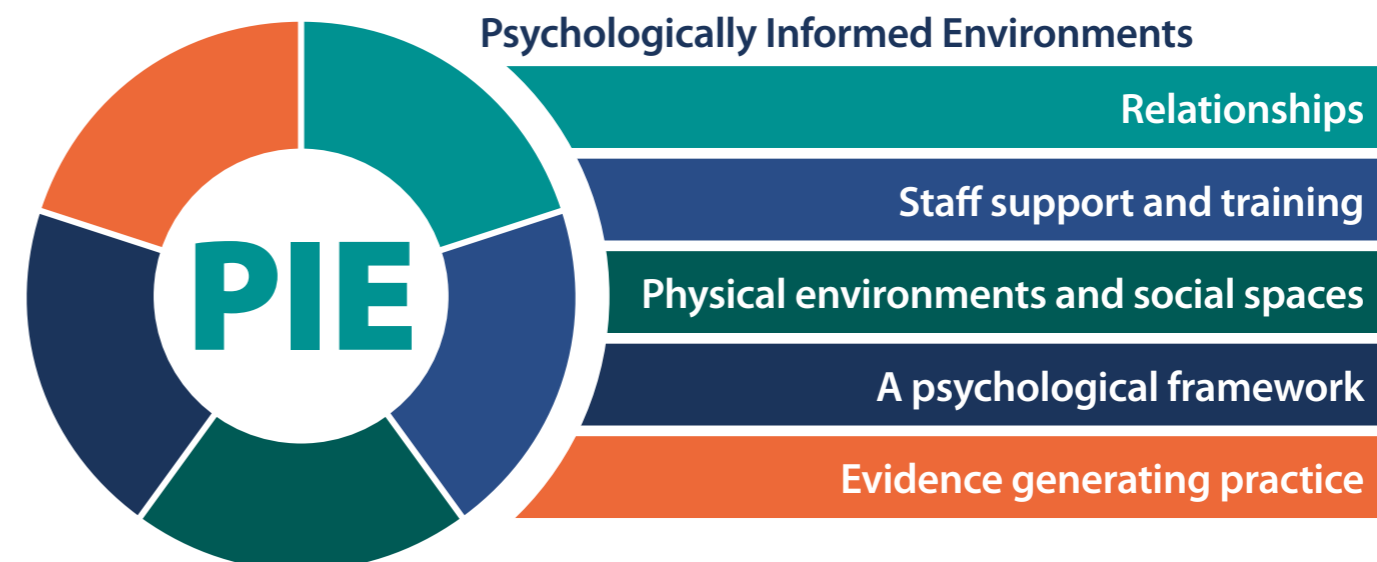 Psychologically Informed Environments
PIE
Relationships
Staff support and training
Physical environments and social spaces
A psychological framework
Evidence generating practice